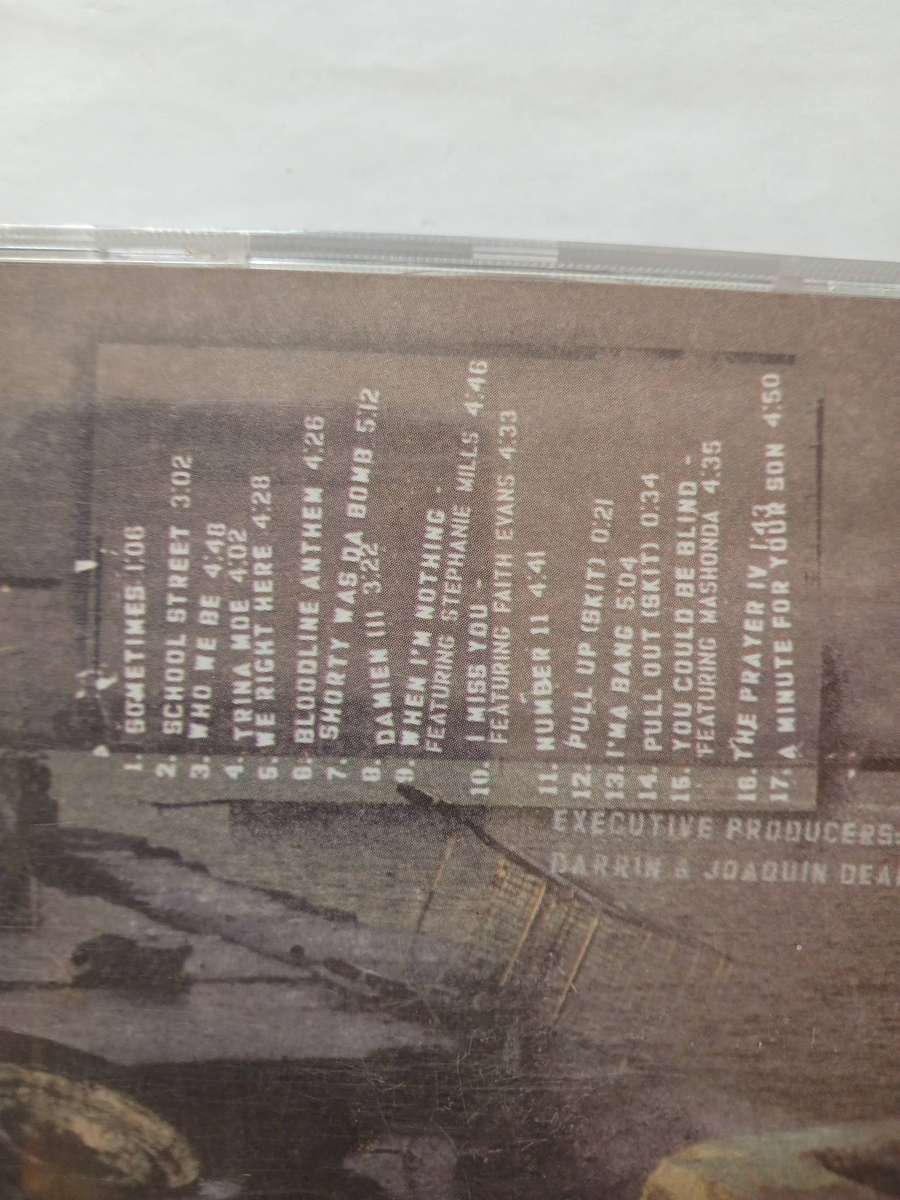 1. SOMETIMES 1:06
2. SCHOOL STREET 3:02
3. WHO WE BE 4:48
4. TRINA MOE 4:02
5. WE RIGHT HERE 4:28
6. BLOODLINE ANTHEM 4:26
7. SHORTY WAS DA BOMB 5:12
8. DAMIEN III 3:22
9. WHEN I'M NOTHING -
FEATURING STEPHANIE MILLS 4:46
10. I MISS YOU -
FEATURING FAITH EVANS 4:33
11. NUMBER 11 4:41
12. PULL UP (SKIT) 0:21
13. I'MA BANG 5:04
14. PULL OUT (SKIT) 0:34
15. YOU COULD BE BLIND -
FEATURING MASHONDA 4:35
16. THE PRAYER IV 1:43
17. A MINUTE FOR YOUR SON 4:50
EXECUTIVE PRODUCERS:
DARRIN & JOAQUIN DEA